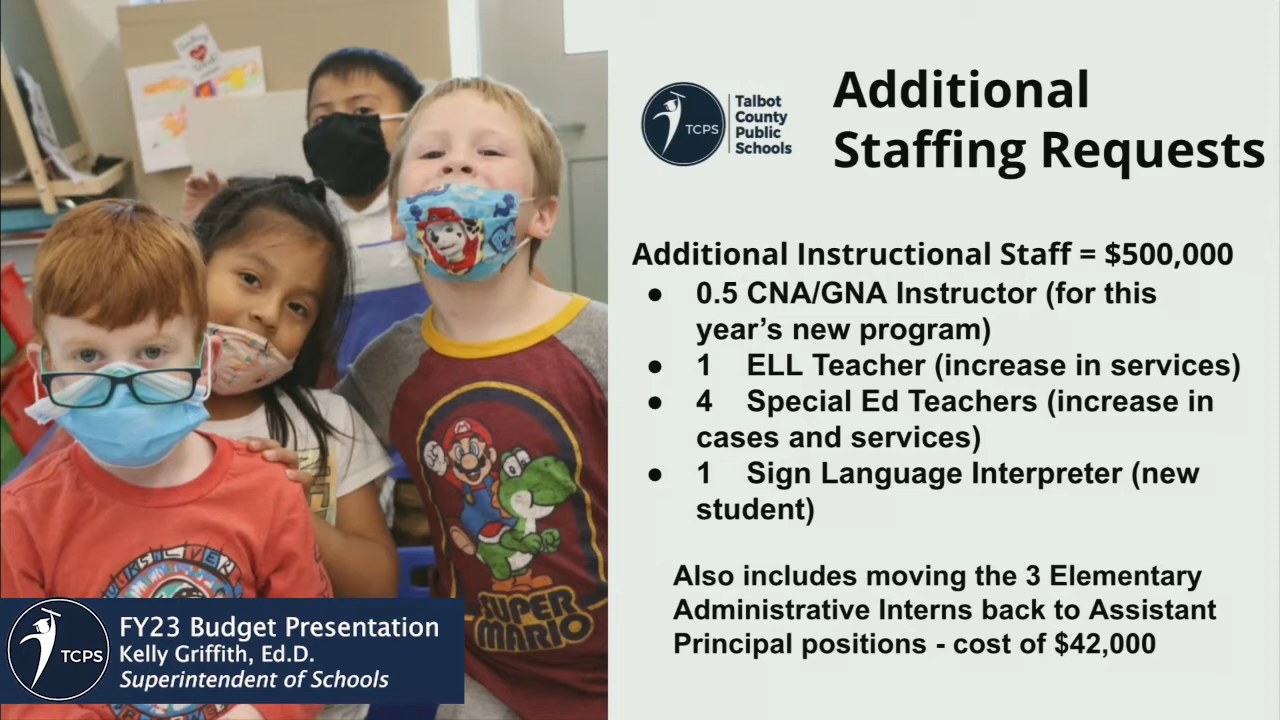 TCPS
Talbot
County
Public
Schools
Additional
Staffing Requests
Additional Instructional Staff = $500,000
● 0.5 CNA/GNA Instructor (for this
year's new program)
● 1 ELL Teacher (increase in services)
● 4 Special Ed Teachers (increase in
cases and services)
● 1 Sign Language Interpreter (new
student)
Also includes moving the 3 Elementary
Administrative Interns back to Assistant
Principal positions - cost of $42,000
SUPER
MARIO
TCPS
FY23 Budget Presentation
Kelly Griffith, Ed.D.
Superintendent of Schools